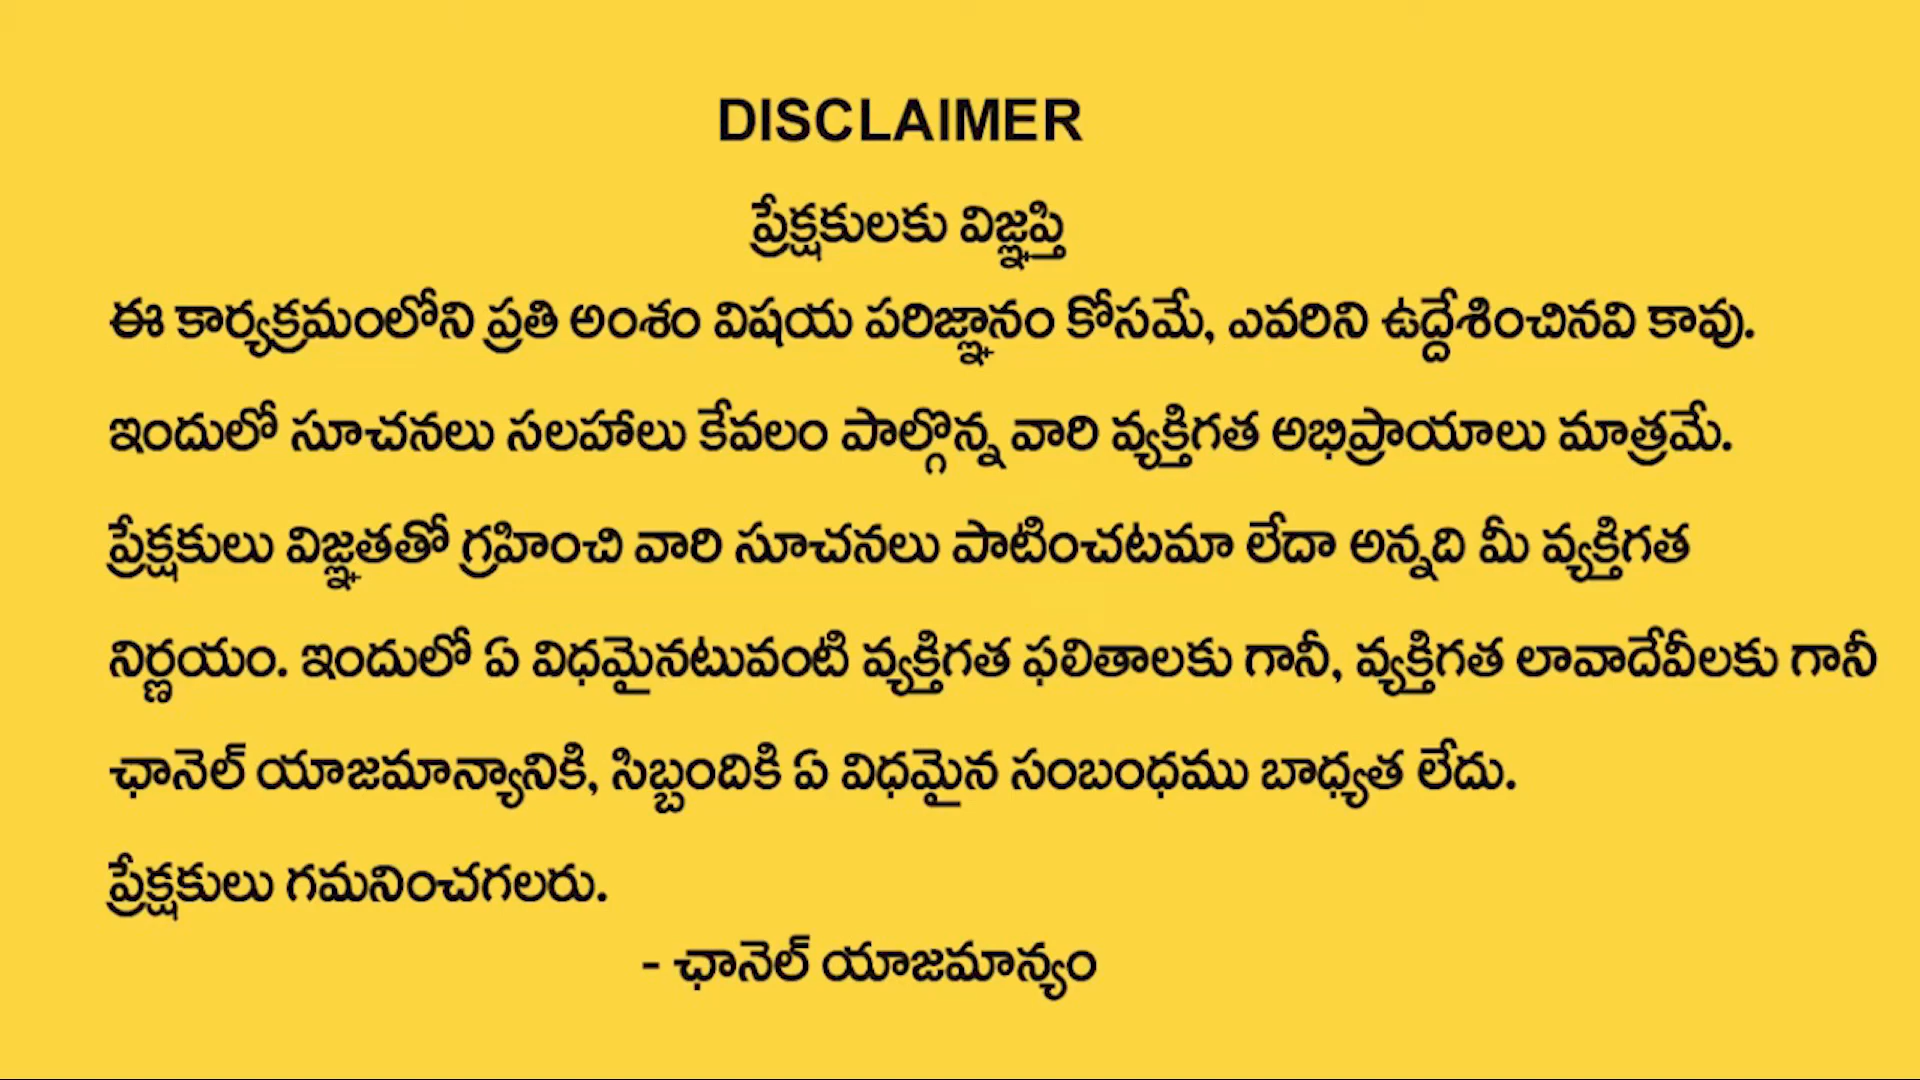 DISCLAIMER
ప్రేక్షకులకు విజ్ఞప్తి
ఈ కార్యక్రమంలోని ప్రతి అంశం విషయ పరిజ్ఞానం కోసమే, ఎవరిని ఉద్దేశించినవి కావు.
ఇందులో సూచనలు సలహాలు కేవలం పాల్గొన్న వారి వ్యక్తిగత అభిప్రాయాలు మాత్రమే.
ప్రేక్షకులు విజ్ఞతతో గ్రహించి వారి సూచనలు పాటించటమా లేదా అన్నది మీ వ్యక్తిగత
నిర్ణయం. ఇందులో ఏ విధమైనటువంటి వ్యక్తిగత ఫలితాలకు గానీ, వ్యక్తిగత లావాదేవీలకు గానీ
ఛానెల్ యాజమాన్యానికి, సిబ్బందికి ఏ విధమైన సంబంధము బాధ్యత లేదు.
ప్రేక్షకులు గమనించగలరు.
- ఛానెల్ యాజమాన్యం